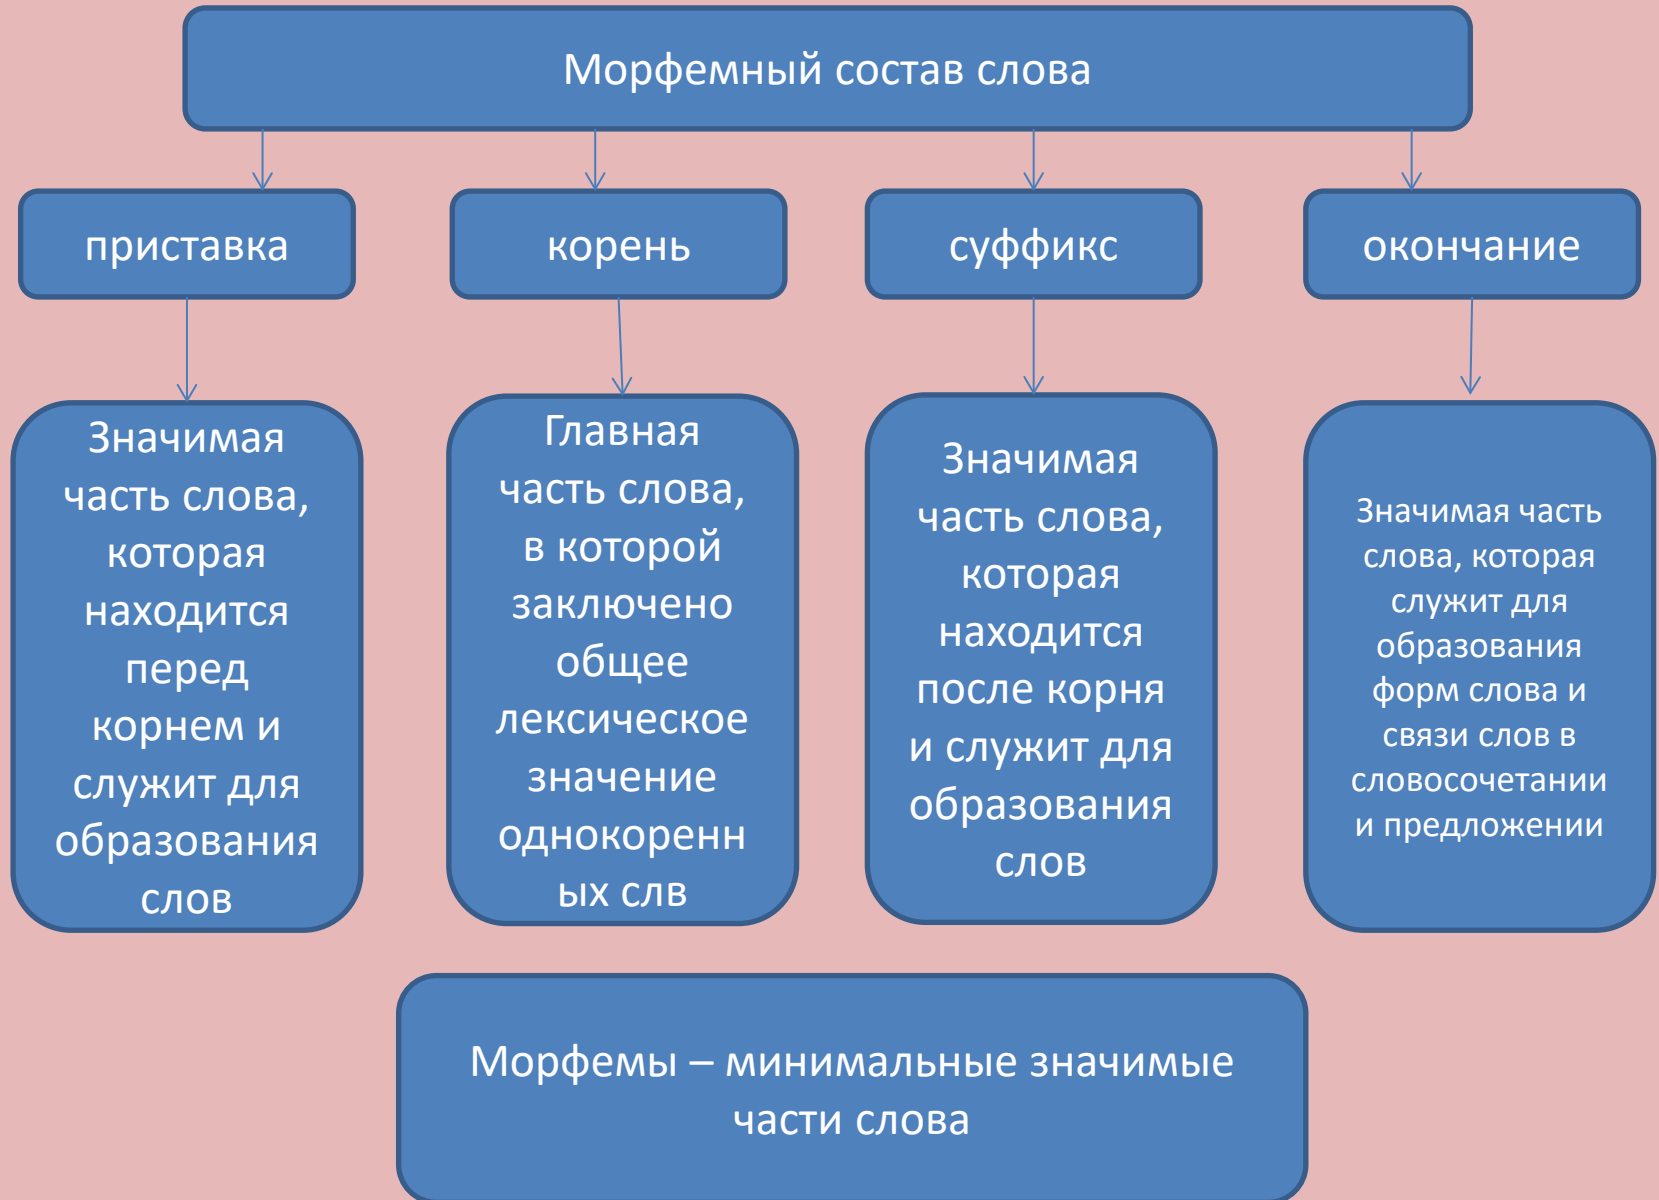 Морфемный состав слова
приставка
корень
суффикс
окончание
Значимая
часть слова,
которая
находится
перед
корнем и
служит для
образования
слов
Главная
часть слова,
в которой
заключено
общее
лексическое
значение
однокоренн
ых слв
Значимая
часть слова,
которая
находится
после корня
и служит для
образования
слов
Значимая часть
слова, которая
служит для
образования
форм слова и
связи слов в
словосочетании
и предложении
Морфемы – минимальные значимые
части слова